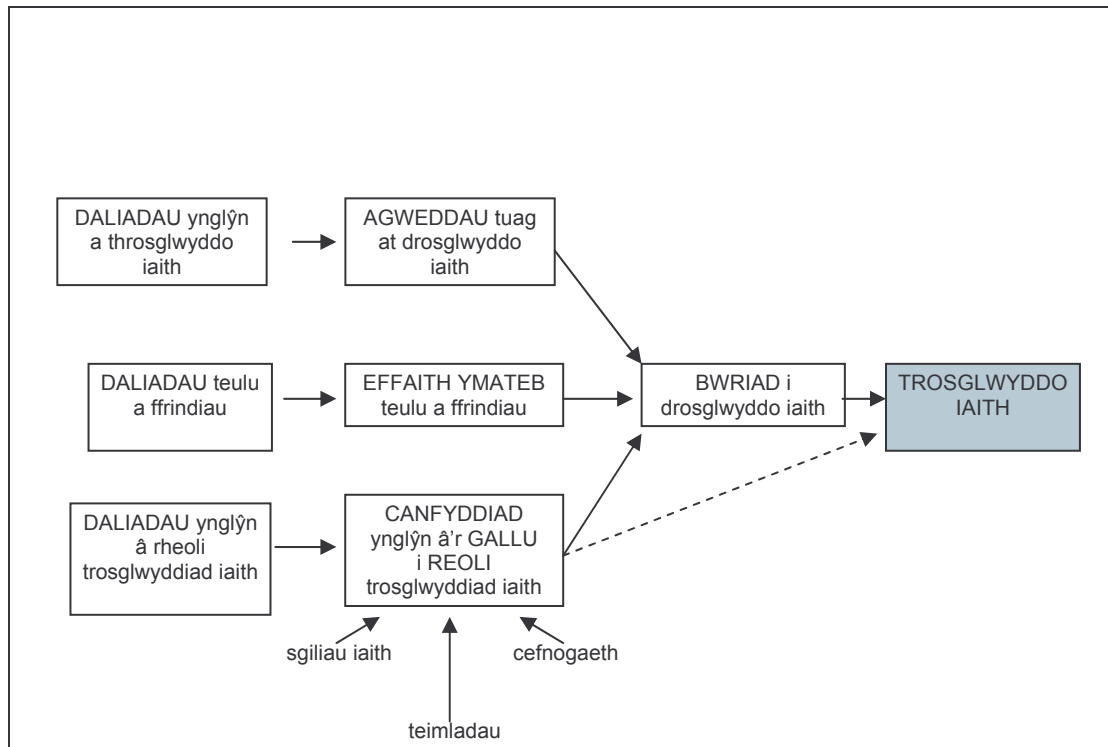 DALIADAU ynglŷn
a throsglwyddo
iaith
AGWEDDAU tuag
at drosglwyddo
iaith
DALIADAU teulu
a ffrindiau
EFFAITH YMATEB
teulu a ffrindiau
BWRIAD i
drosglwyddo iaith
TROSGLWYDDO
IAITH
DALIADAU ynglŷn
â rheoli
trosglwyddiad iaith
CANFYDDIAD
ynglŷn â’r GALLU
i REOLI
trosglwyddiad iaith
sgiliau iaith
cefnogaeth
teimladau